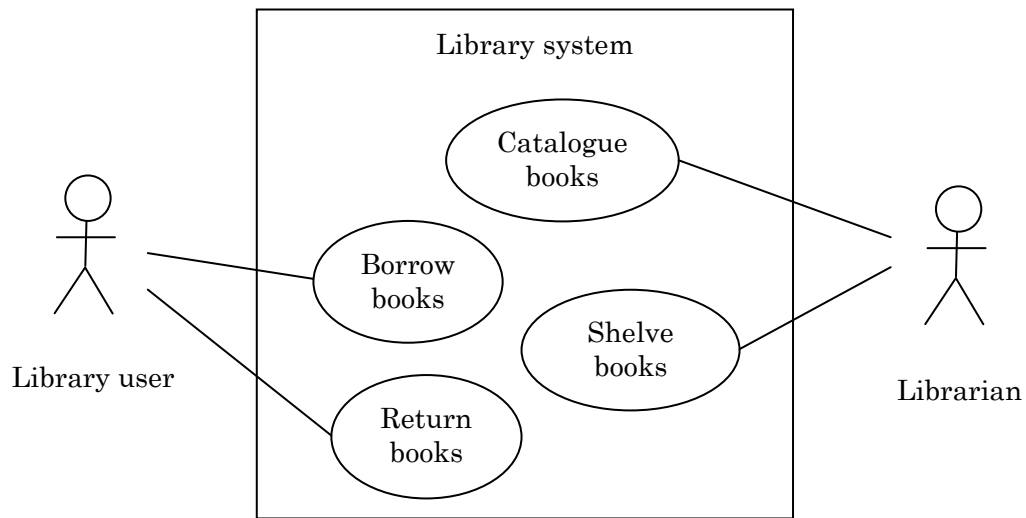 Library system
Catalogue
books
Borrow
books
Shelve
books
Library user
Librarian
Return
books